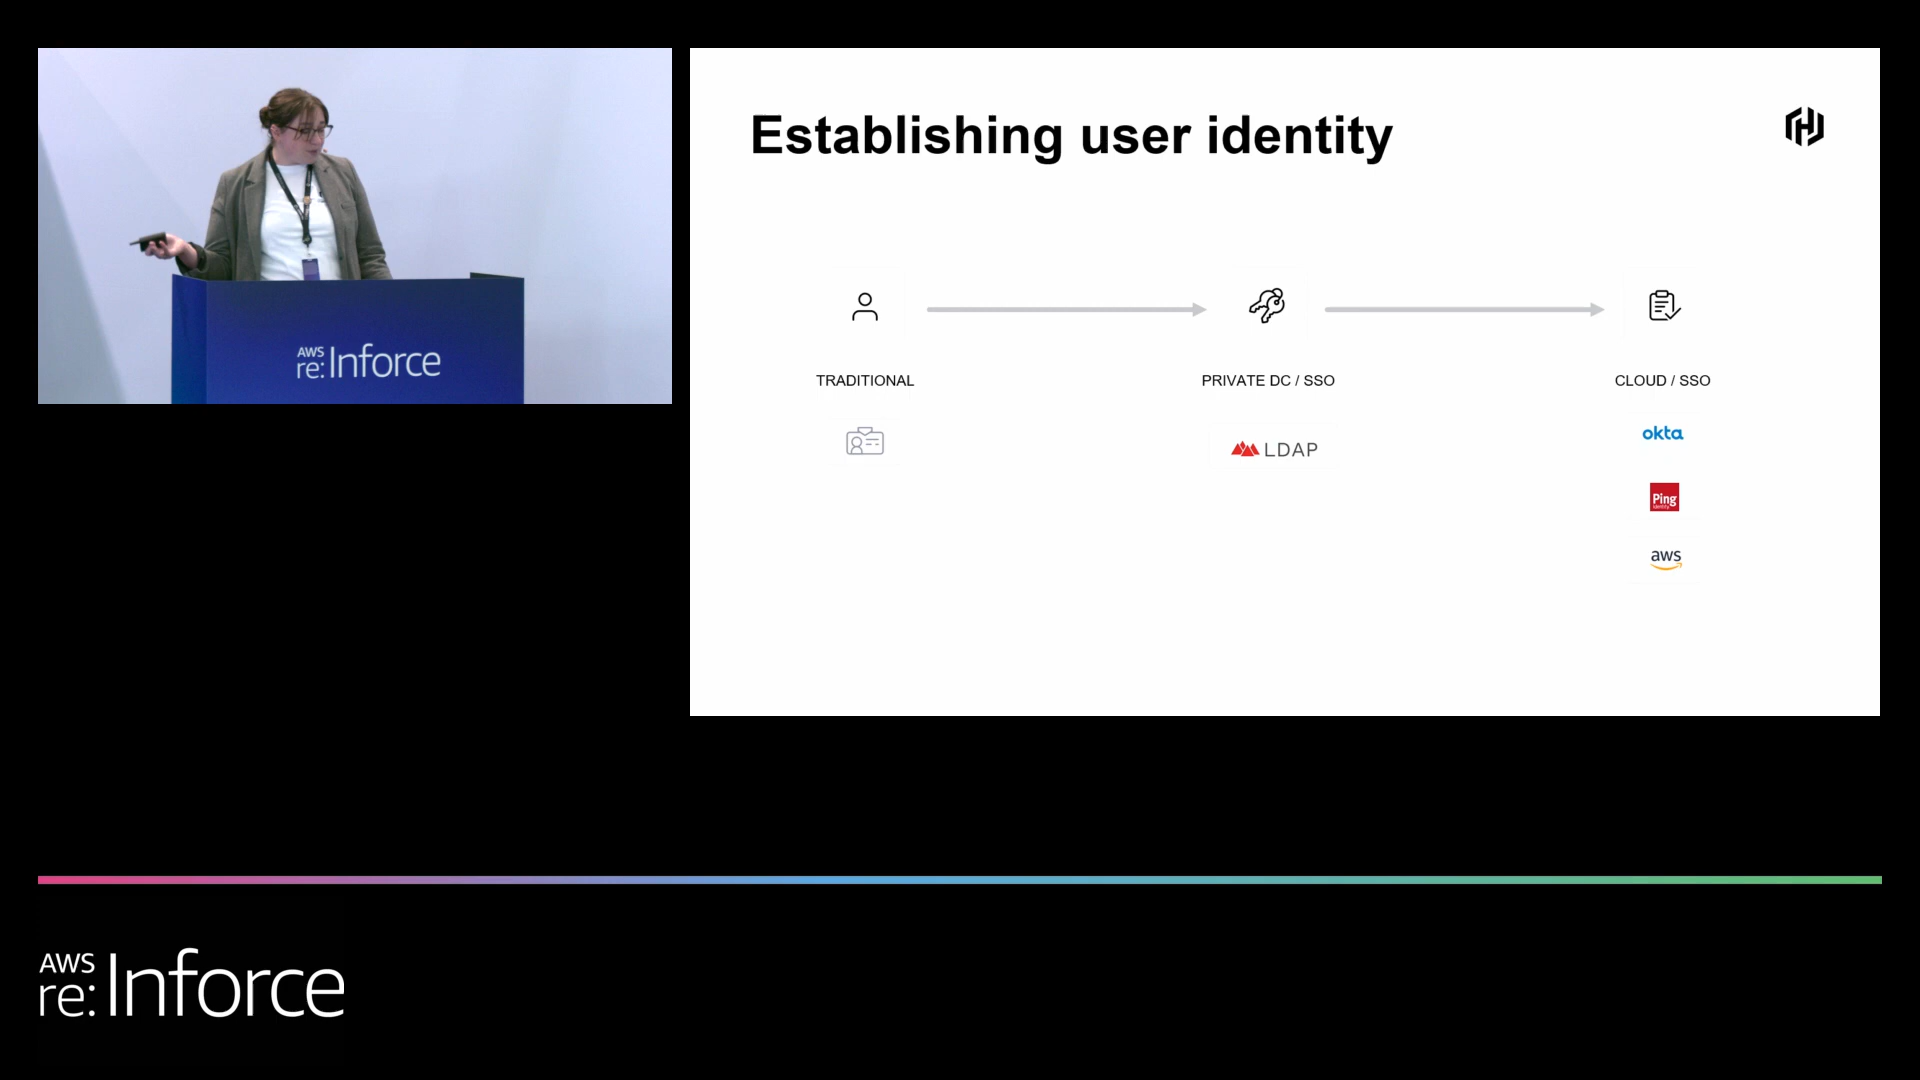 Establishing user identity
TRADITIONAL
PRIVATE DC / SSO
CLOUD / SSO
LDAP
okta
Ping
Identity
aws
AWS
re:Inforce
AWS
re:Inforce